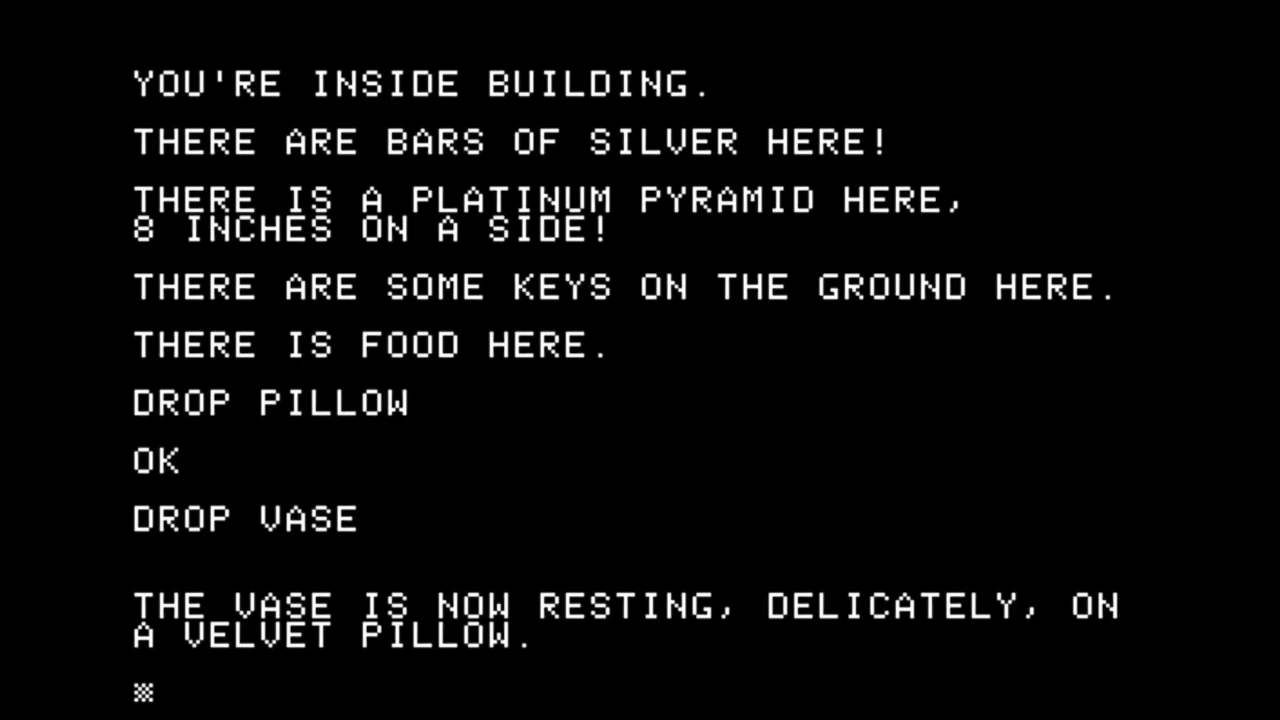 YOU'RE INSIDE BUILDING.
THERE ARE BARS OF SILVER HERE!
THERE IS A PLATINUM PYRAMID HERE,
8 INCHES ON A SIDE!
THERE ARE SOME KEYS ON THE GROUND HERE.
THERE IS FOOD HERE.
DROP PILLOW
OK
DROP VASE
THE VASE IS NOW RESTING, DELICATELY, ON
A VELVET PILLOW.